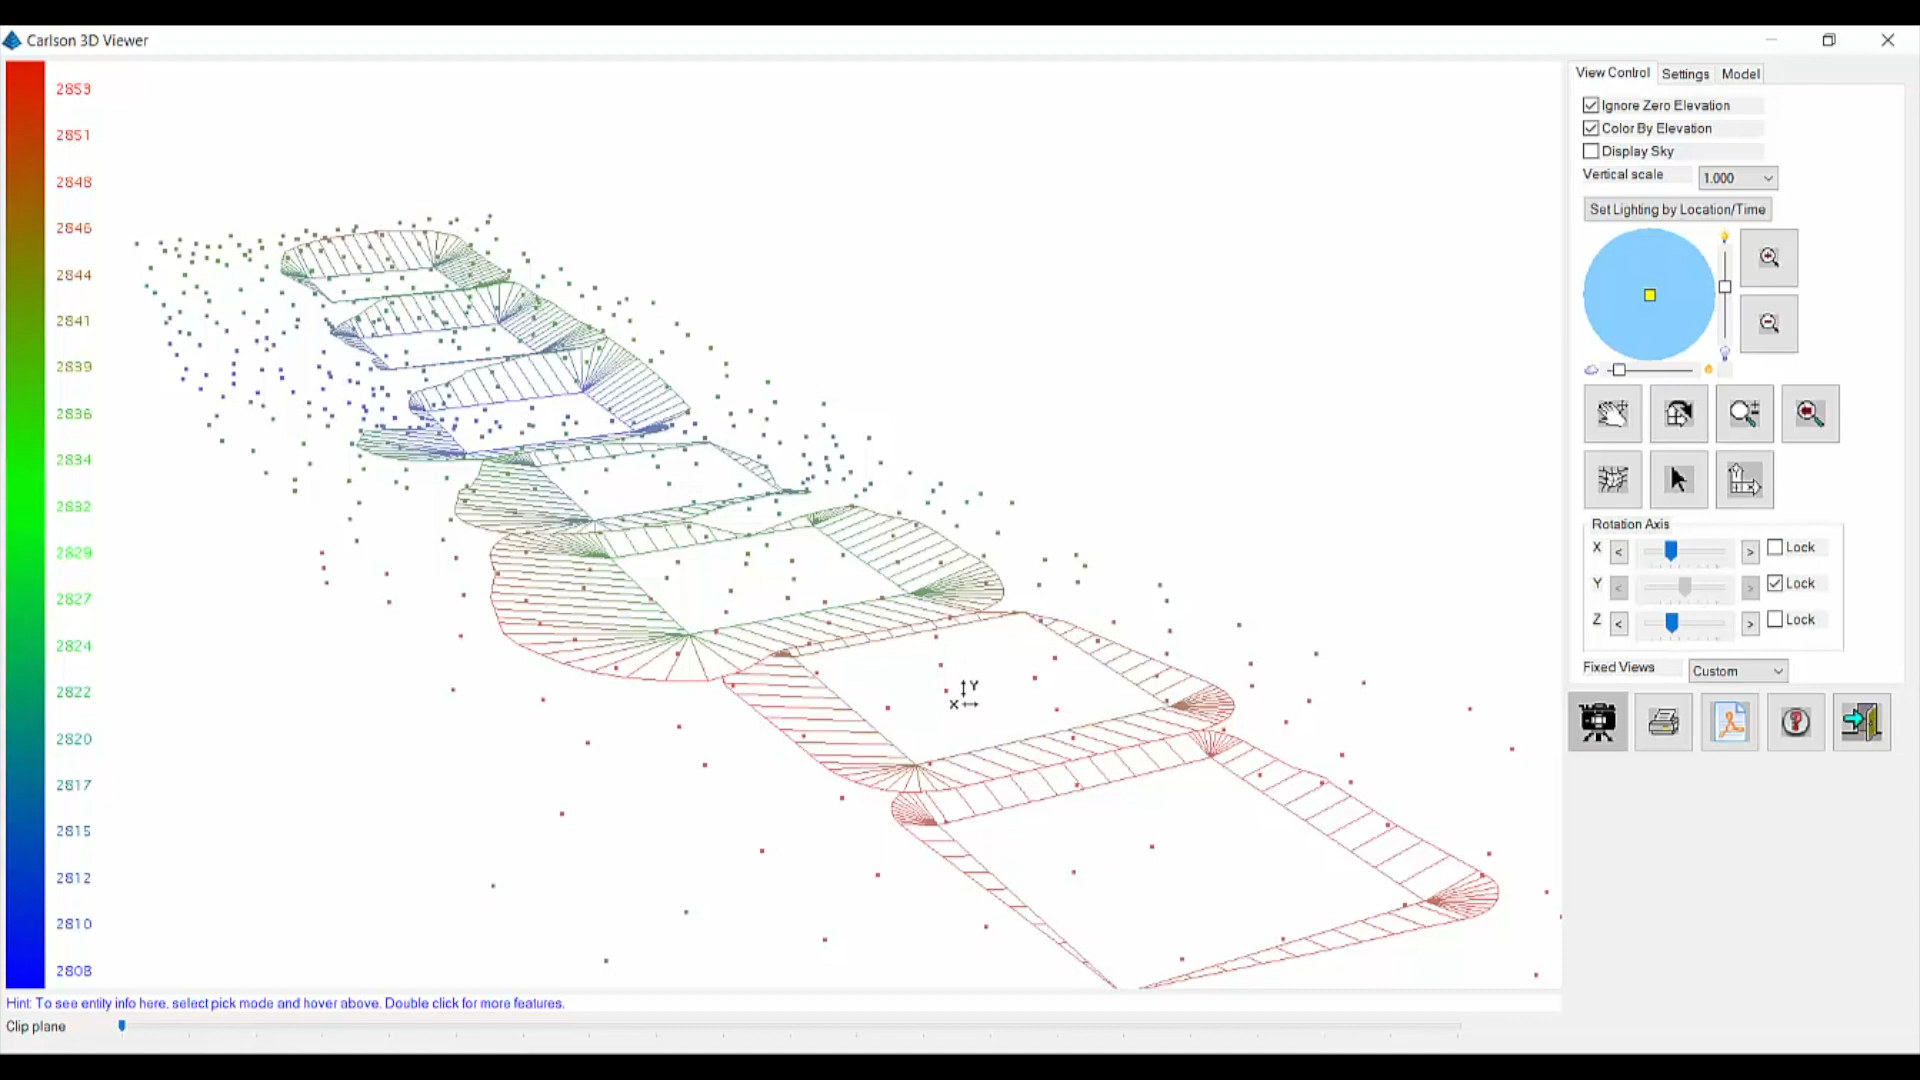 Carlson 3D Viewer
2853
2851
2848
2846
2844
2841
2839
2836
2834
2832
2829
2827
2824
2822
2820
2817
2815
2812
2810
2808
Y
X
Hint: To see entity info here, select pick mode and hover above. Double click for more features.
Clip plane
View Control Settings Model
Ignore Zero Elevation
Color By Elevation
Display Sky
Vertical scale 1.000
Set Lighting by Location/Time
Rotation Axis
X < > Lock
Y < > Lock
Z < > Lock
Fixed Views Custom